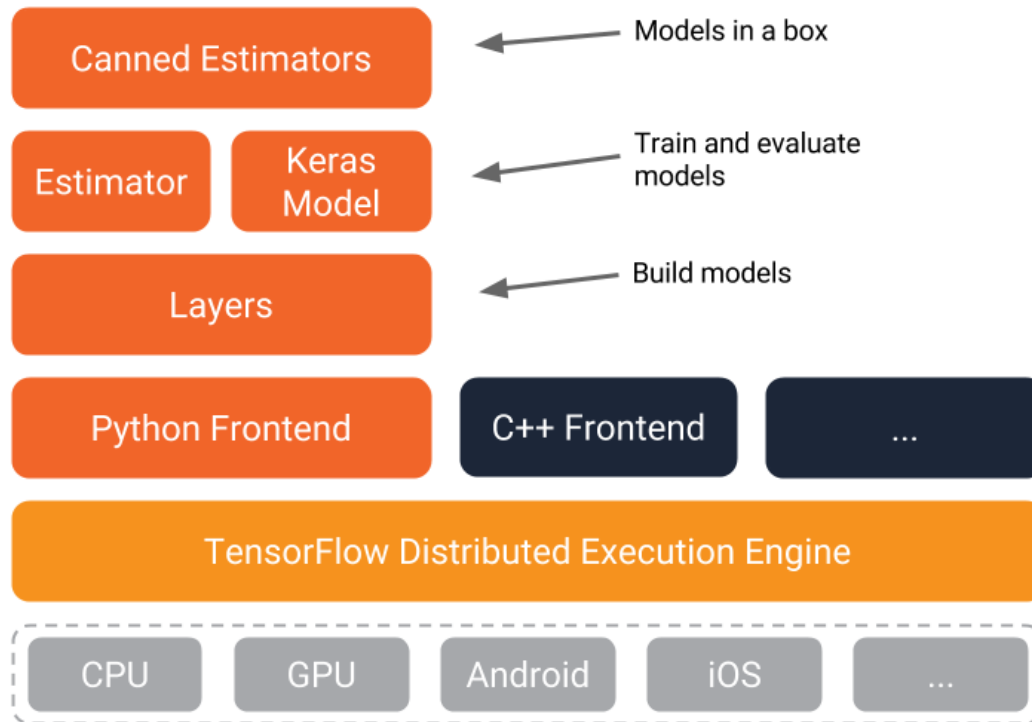 Canned Estimators
Models in a box
Estimator
Keras
Model
Train and evaluate
models
Layers
Build models
Python Frontend
C++ Frontend
...
TensorFlow Distributed Execution Engine
CPU
GPU
Android
iOS
...